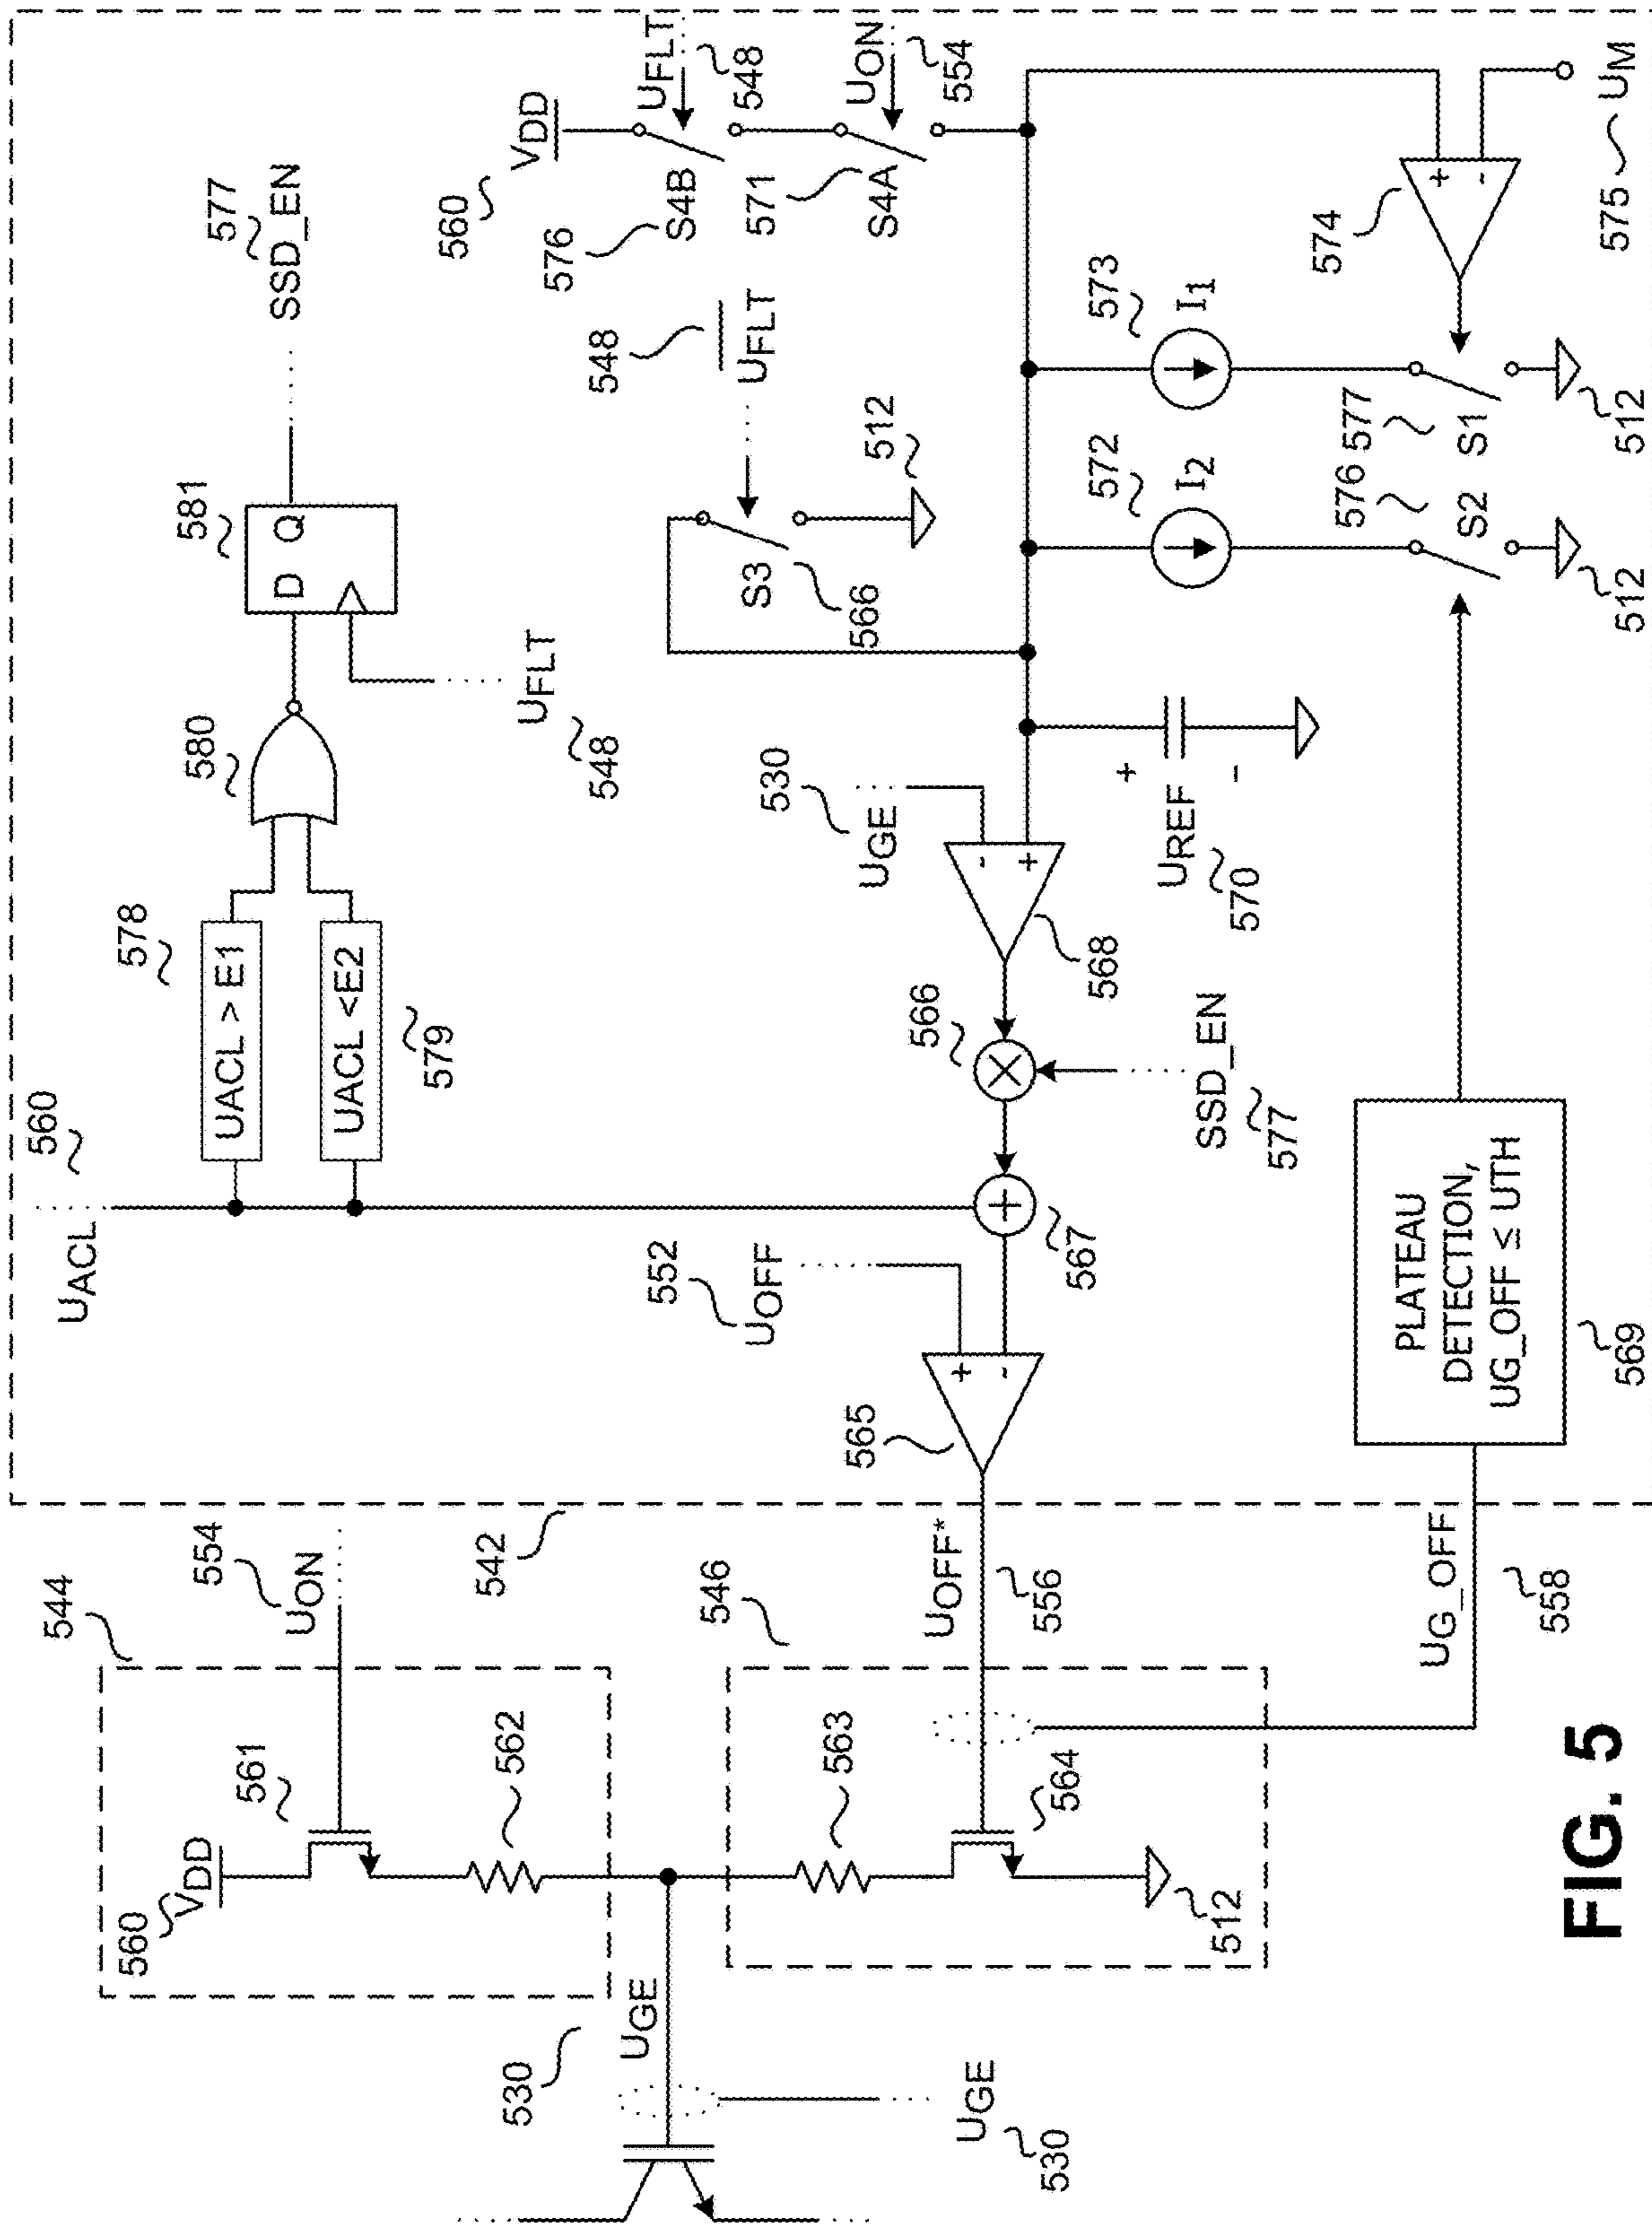 UACL
560
UACL > E1
578
UACL <E2
579
580
D Q
581
UFLT
548
577
SSD_EN
544
554
UON
560
VDD
561
562
542
552
UOFF
565
567
566
SSD_EN
577
568
530
UGE
UREF
570
+
-
S3
566
548
UFLT
512
560
VDD
576
S4B
UFLT
548
571
S4A
UON
554
530
UGE
UGE
530
546
563
564
512
UOFF*
556
UG_OFF
558
+
-
+
×
-
+
PLATEAU
DETECTION,
UG_OFF ≤ UTH
569
572
I2
573
I1
576
S2
577
S1
512
512
574
+
-
575
UM
FIG. 5